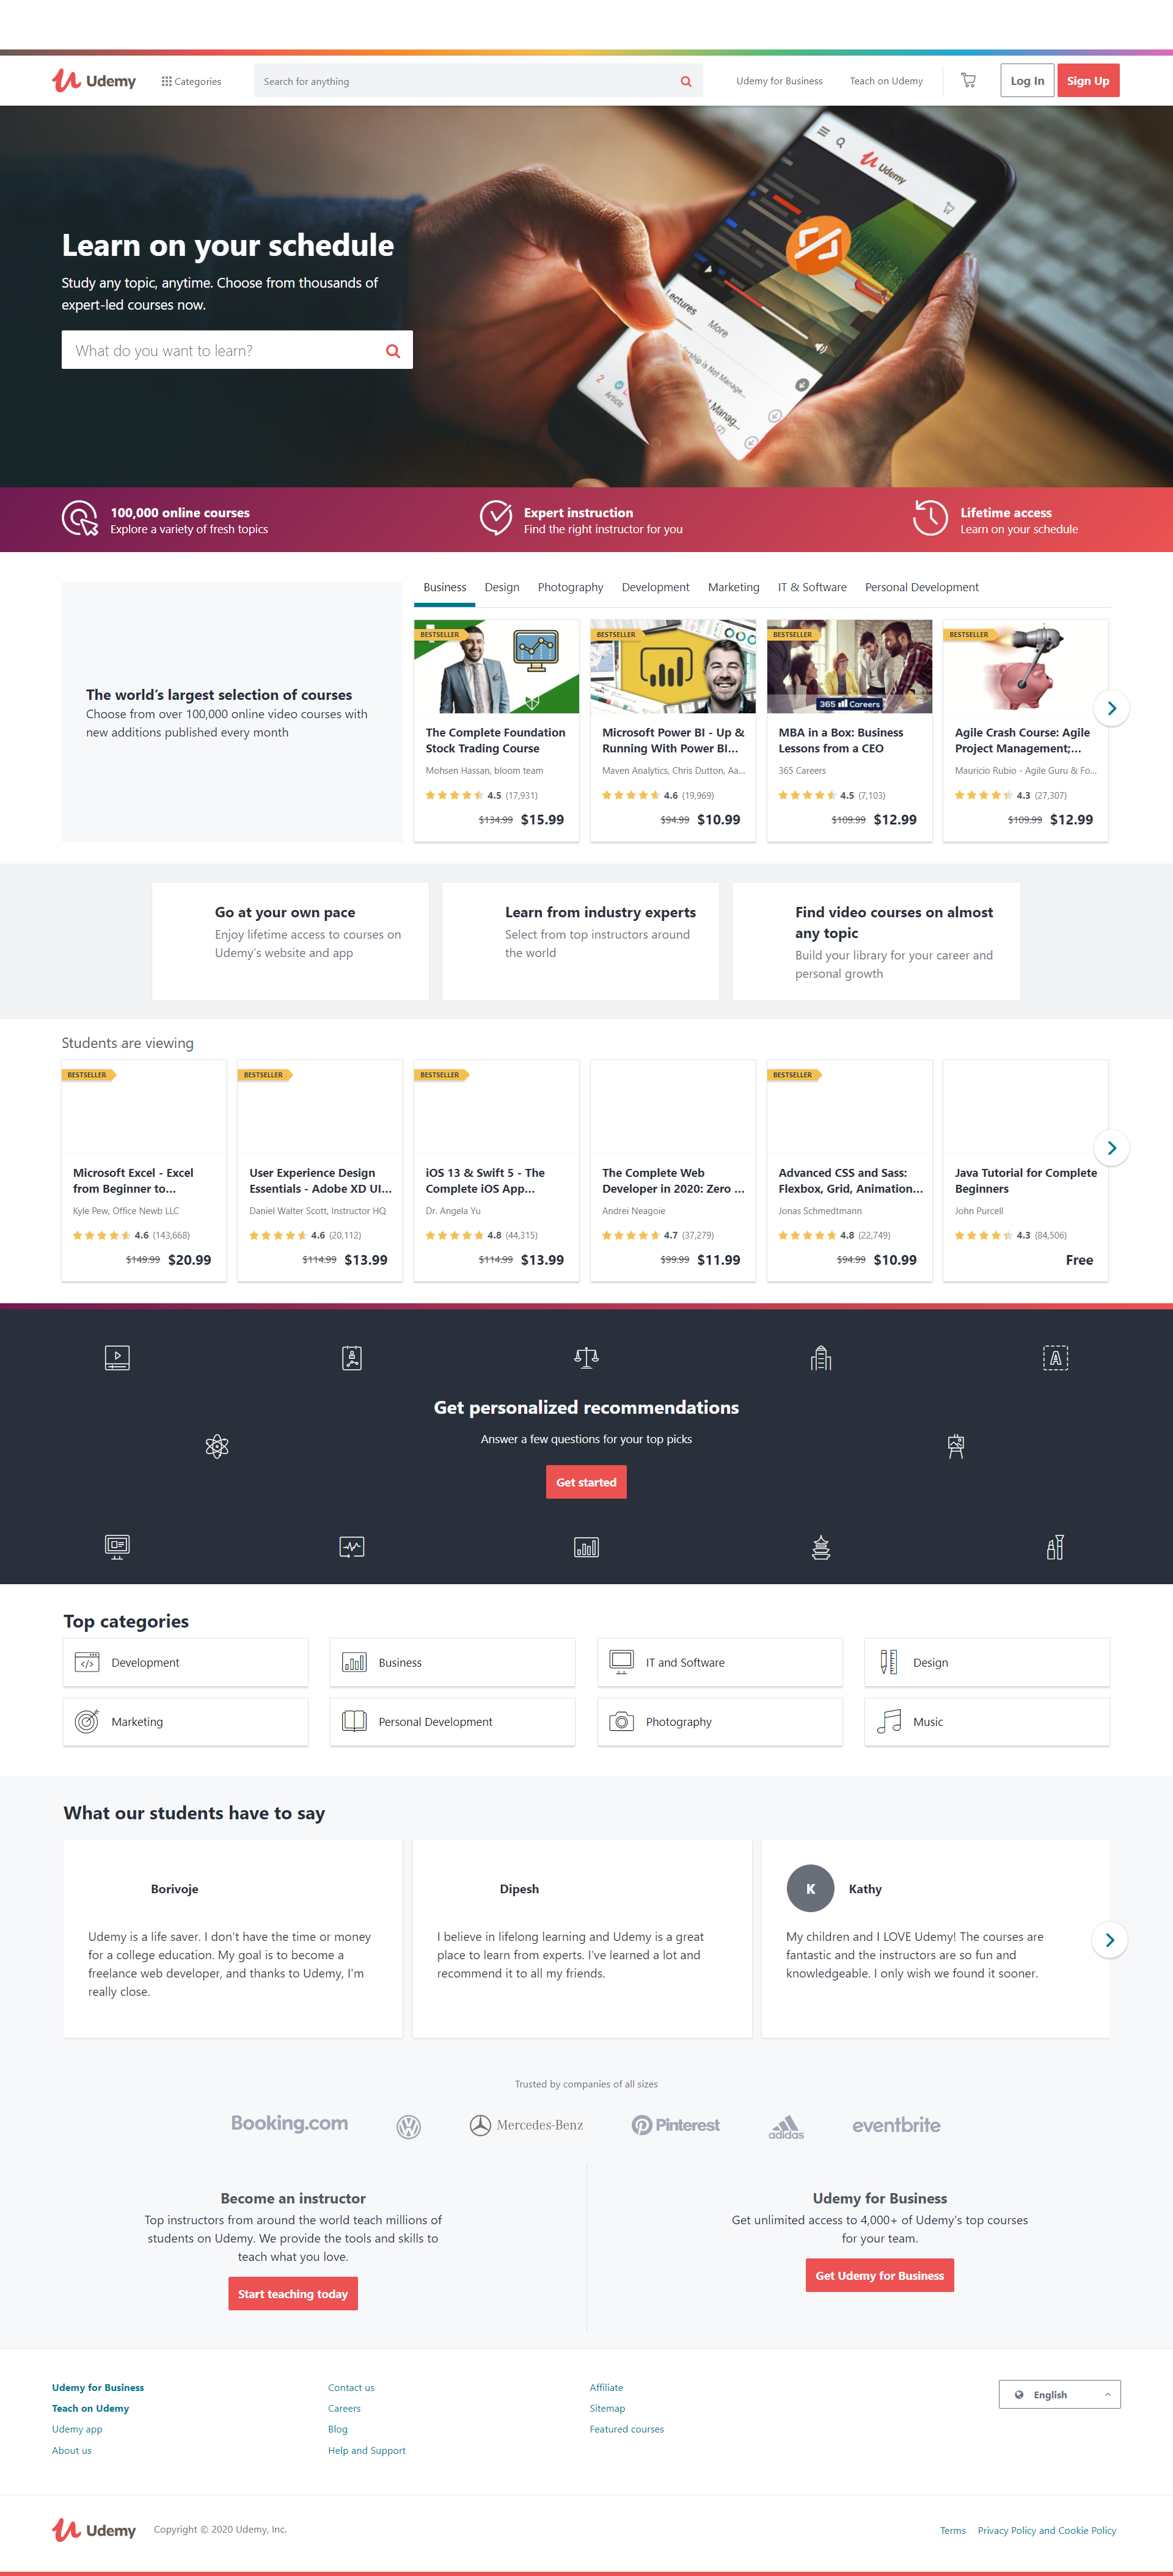 Udemy
Categories
Search for anything
Udemy for Business
Teach on Udemy
Log In
Sign Up
Udemy
Learn on your schedule
Study any topic, anytime. Choose from thousands of
expert-led courses now.
What do you want to learn?
Lectures
More
2
Article
100,000 online courses
Explore a variety of fresh topics
Expert instruction
Find the right instructor for you
Lifetime access
Learn on your schedule
Business
Design
Photography
Development
Marketing
IT & Software
Personal Development
The world's largest selection of courses
Choose from over 100,000 online video courses with
new additions published every month
BESTSELLER
The Complete Foundation
Stock Trading Course
Mohsen Hassan, bloom team
4.5 (17,931)
$134.99 $15.99
BESTSELLER
Microsoft Power BI - Up &
Running With Power BI...
Maven Analytics, Chris Dutton, Aa...
4.6 (19,969)
$94.99 $10.99
BESTSELLER
365 Careers
MBA in a Box: Business
Lessons from a CEO
365 Careers
4.5 (7,103)
$109.99 $12.99
BESTSELLER
Agile Crash Course: Agile
Project Management;...
Mauricio Rubio - Agile Guru & Fo...
4.3 (27,307)
$109.99 $12.99
Go at your own pace
Enjoy lifetime access to courses on
Udemy's website and app
Learn from industry experts
Select from top instructors around
the world
Find video courses on almost
any topic
Build your library for your career and
personal growth
Students are viewing
BESTSELLER
Microsoft Excel - Excel
from Beginner to...
Kyle Pew, Office Newb LLC
4.6 (143,668)
$149.99 $20.99
BESTSELLER
User Experience Design
Essentials - Adobe XD UI...
Daniel Walter Scott, Instructor HQ
4.6 (20,112)
$114.99 $13.99
BESTSELLER
iOS 13 & Swift 5 - The
Complete iOS App...
Dr. Angela Yu
4.8 (44,315)
$114.99 $13.99
The Complete Web
Developer in 2020: Zero ...
Andrei Neagoie
4.7 (37,279)
$99.99 $11.99
BESTSELLER
Advanced CSS and Sass:
Flexbox, Grid, Animation...
Jonas Schmedtmann
4.8 (22,749)
$94.99 $10.99
Java Tutorial for Complete
Beginners
John Purcell
4.3 (84,506)
Free
A
Get personalized recommendations
Answer a few questions for your top picks
Get started
Top categories
Development
Business
IT and Software
Design
Marketing
Personal Development
Photography
Music
What our students have to say
Borivoje
Udemy is a life saver. I don't have the time or money
for a college education. My goal is to become a
freelance web developer, and thanks to Udemy, I'm
really close.
Dipesh
I believe in lifelong learning and Udemy is a great
place to learn from experts. I've learned a lot and
recommend it to all my friends.
K
Kathy
My children and I LOVE Udemy! The courses are
fantastic and the instructors are so fun and
knowledgeable. I only wish we found it sooner.
Trusted by companies of all sizes
Booking.com
Mercedes-Benz
Pinterest
adidas
eventbrite
Become an instructor
Top instructors from around the world teach millions of
students on Udemy. We provide the tools and skills to
teach what you love.
Start teaching today
Udemy for Business
Get unlimited access to 4,000+ of Udemy's top courses
for your team.
Get Udemy for Business
Udemy for Business
Teach on Udemy
Udemy app
About us
Contact us
Careers
Blog
Help and Support
Affiliate
Sitemap
Featured courses
English
Udemy
Copyright © 2020 Udemy, Inc.
Terms
Privacy Policy and Cookie Policy